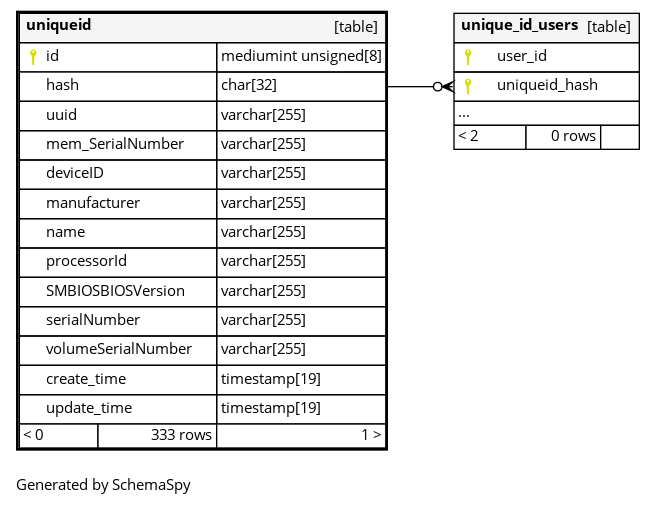 uniqueid [table]
id mediumint unsigned[8]
hash char[32]
uuid varchar[255]
mem_SerialNumber varchar[255]
deviceID varchar[255]
manufacturer varchar[255]
name varchar[255]
processorId varchar[255]
SMBIOSBIOSVersion varchar[255]
serialNumber varchar[255]
volumeSerialNumber varchar[255]
create_time timestamp[19]
update_time timestamp[19]
< 0 333 rows 1 >
unique_id_users [table]
user_id
uniqueid_hash
...
< 2 0 rows
Generated by SchemaSpy